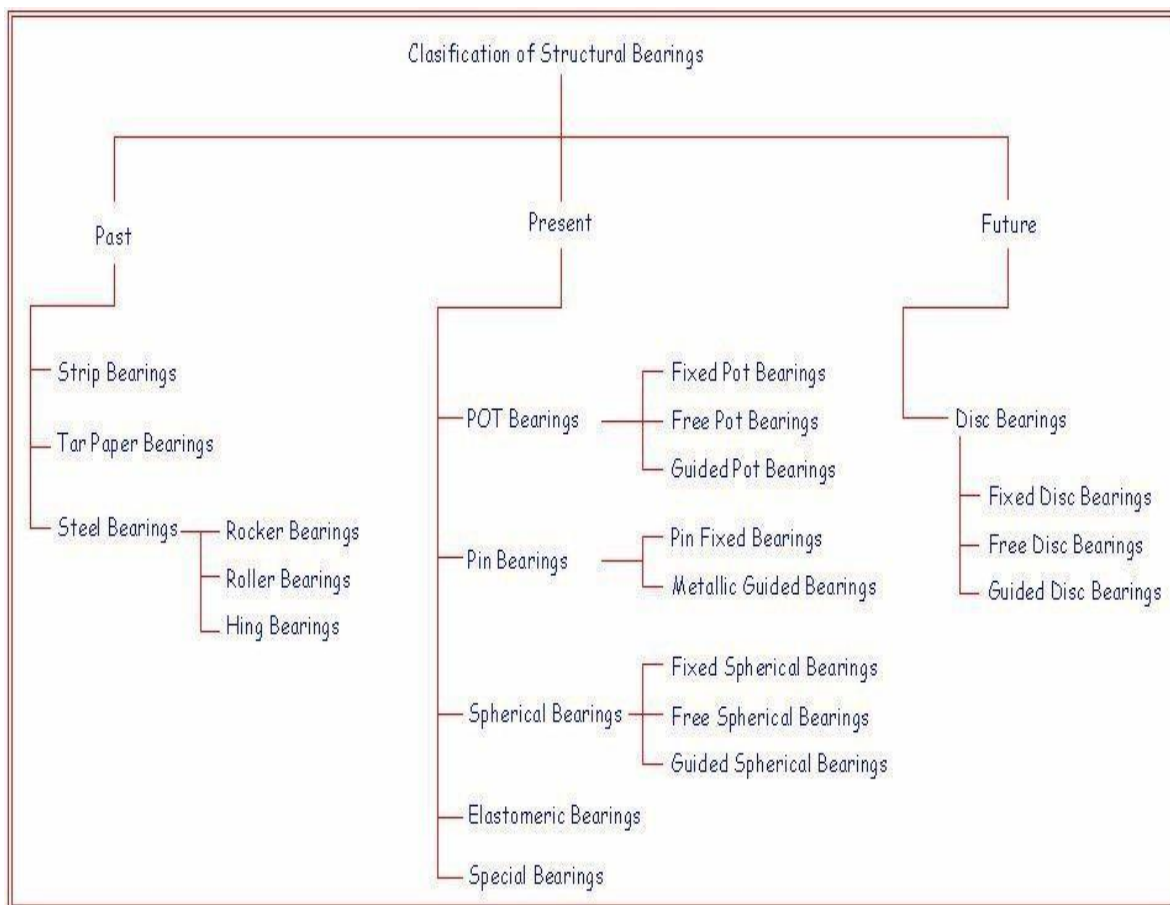 Clasification of Structural Bearings
Past
Present
Future
Strip Bearings
Tar Paper Bearings
Steel Bearings
Rocker Bearings
Roller Bearings
Hing Bearings
POT Bearings
Fixed Pot Bearings
Free Pot Bearings
Guided Pot Bearings
Pin Bearings
Pin Fixed Bearings
Metallic Guided Bearings
Spherical Bearings
Fixed Spherical Bearings
Free Spherical Bearings
Guided Spherical Bearings
Elastomeric Bearings
Special Bearings
Disc Bearings
Fixed Disc Bearings
Free Disc Bearings
Guided Disc Bearings